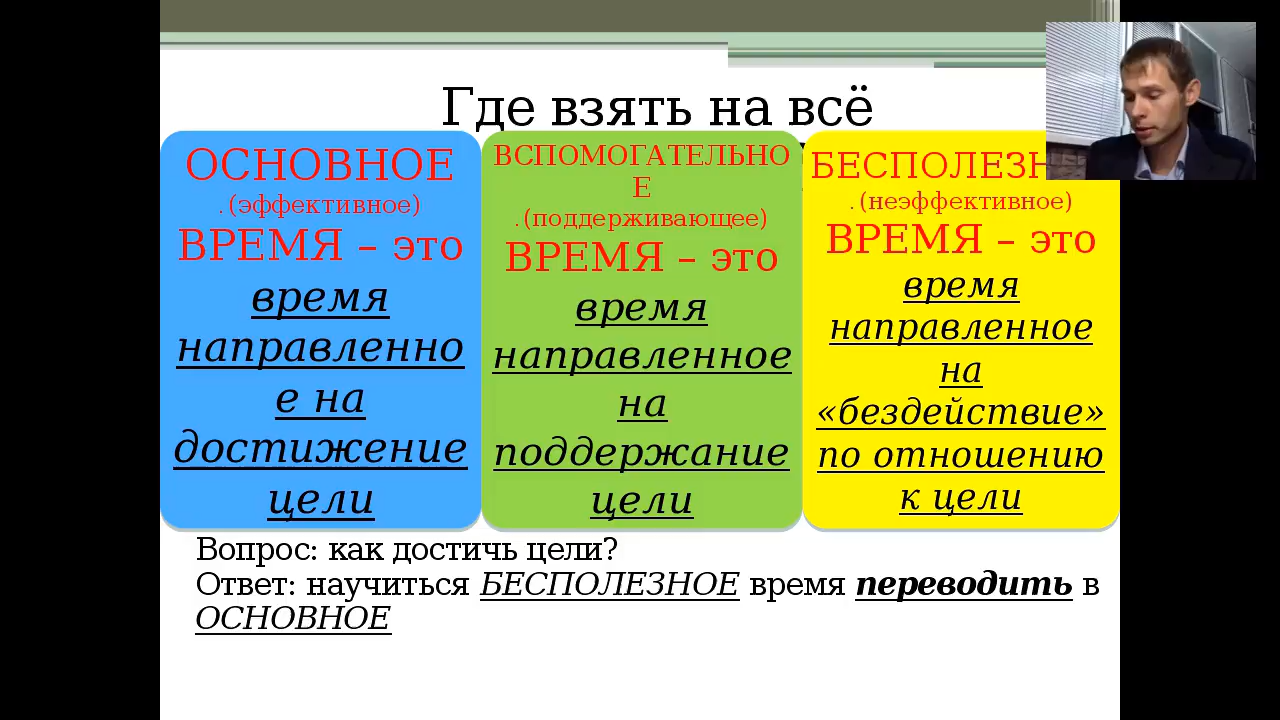 Где взять на всё
ОСНОВНОЕ
. (эффективное)
ВРЕМЯ – это
время
направленно
е на
достижение
цели
ВСПОМОГАТЕЛЬНО
Е
. (поддерживающее)
ВРЕМЯ – это
время
направленное
на
поддержание
цели
БЕСПОЛЕЗН
. (неэффективное)
ВРЕМЯ – это
время
направленное
на
«бездействие»
по отношению
к цели
Вопрос: как достичь цели?
Ответ: научиться БЕСПОЛЕЗНОЕ время переводить в
ОСНОВНОЕ